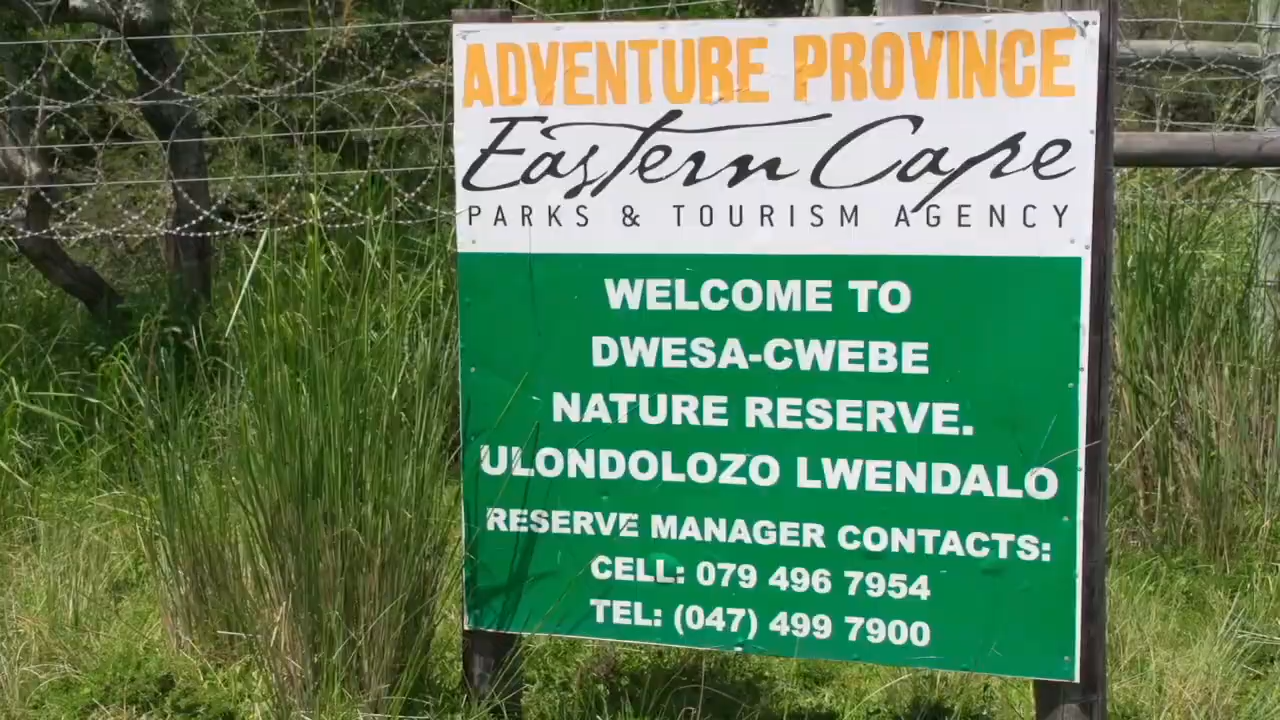 ADVENTURE PROVINCE
Eastern Cape
PARKS & TOURISM AGENCY
WELCOME TO
DWESA-CWEBE
NATURE RESERVE.
ULONDOLOZO LWENDALO
RESERVE MANAGER CONTACTS:
CELL: 079 496 7954
TEL: (047) 499 7900